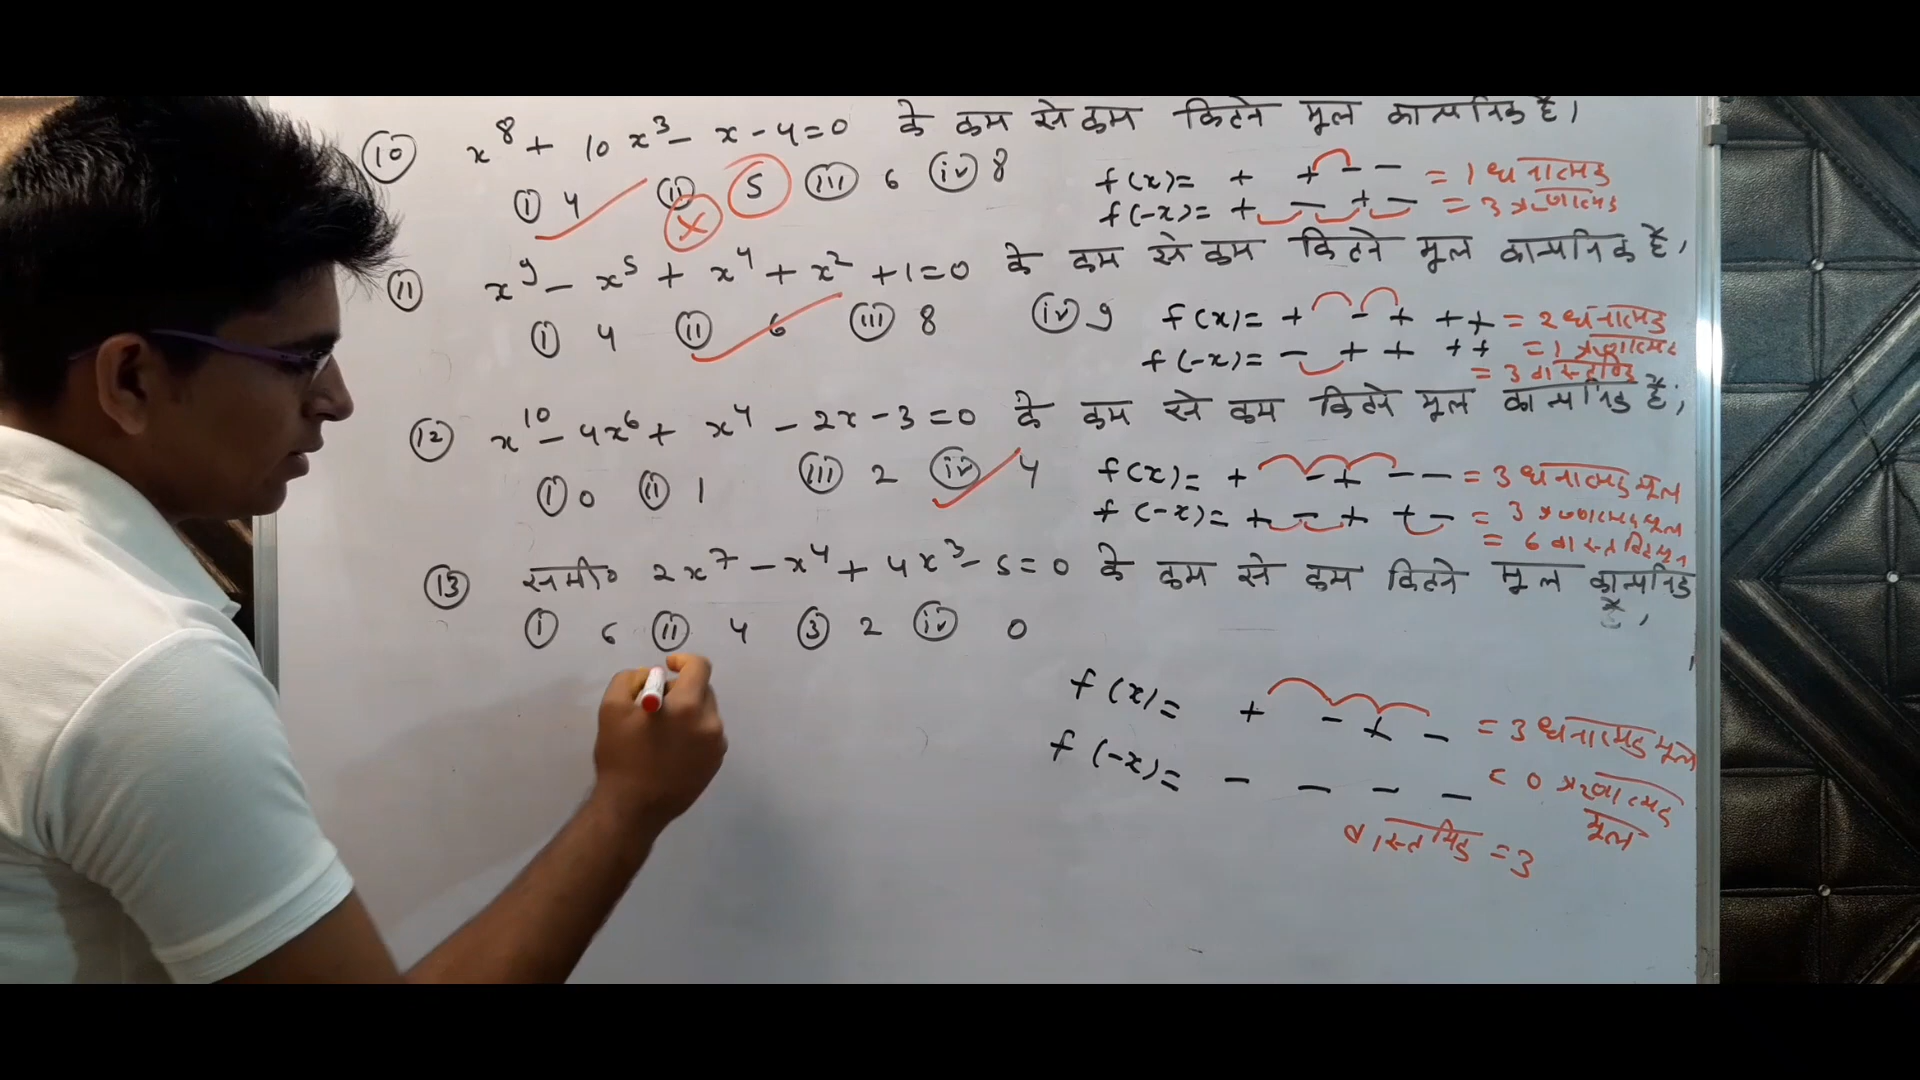 (10) x⁸ + 10x³ - x - 4 = 0 के कम से कम कितने मूल काल्पनिक है।
(i) 4 (ii) 5 (iii) 6 (iv) 8
x
f(x) = + + - - = 1 धनात्मक
f(-x) = + - + - = 3 ऋणात्मक
(11) x⁹ - x⁵ + x⁴ + x² + 1 = 0 के कम से कम कितने मूल काल्पनिक है,
(i) 4 (ii) 6 (iii) 8 (iv) 9
f(x) = + - + + + = 2 धनात्मक
f(-x) = - + + + + = 1 ऋणात्मक
= 3 वास्तविक
(12) x¹⁰ - 4x⁶ + x⁴ - 2x - 3 = 0 के कम से कम कितने मूल काल्पनिक है,
(i) 0 (ii) 1 (iii) 2 (iv) 4
f(x) = + - + - - = 3 धनात्मक मूल
f(-x) = + - + + - = 3 ऋणात्मक मूल
= 6 वास्तविक मूल
(13) समी० 2x⁷ - x⁴ + 4x³ - 5 = 0 के कम से कम कितने मूल काल्पनिक है,
(i) 6 (ii) 4 (3) 2 (iv) 0
f(x) = + - + - = 3 धनात्मक मूल
f(-x) = - - - - = 0 ऋणात्मक
मूल
वास्तविक = 3